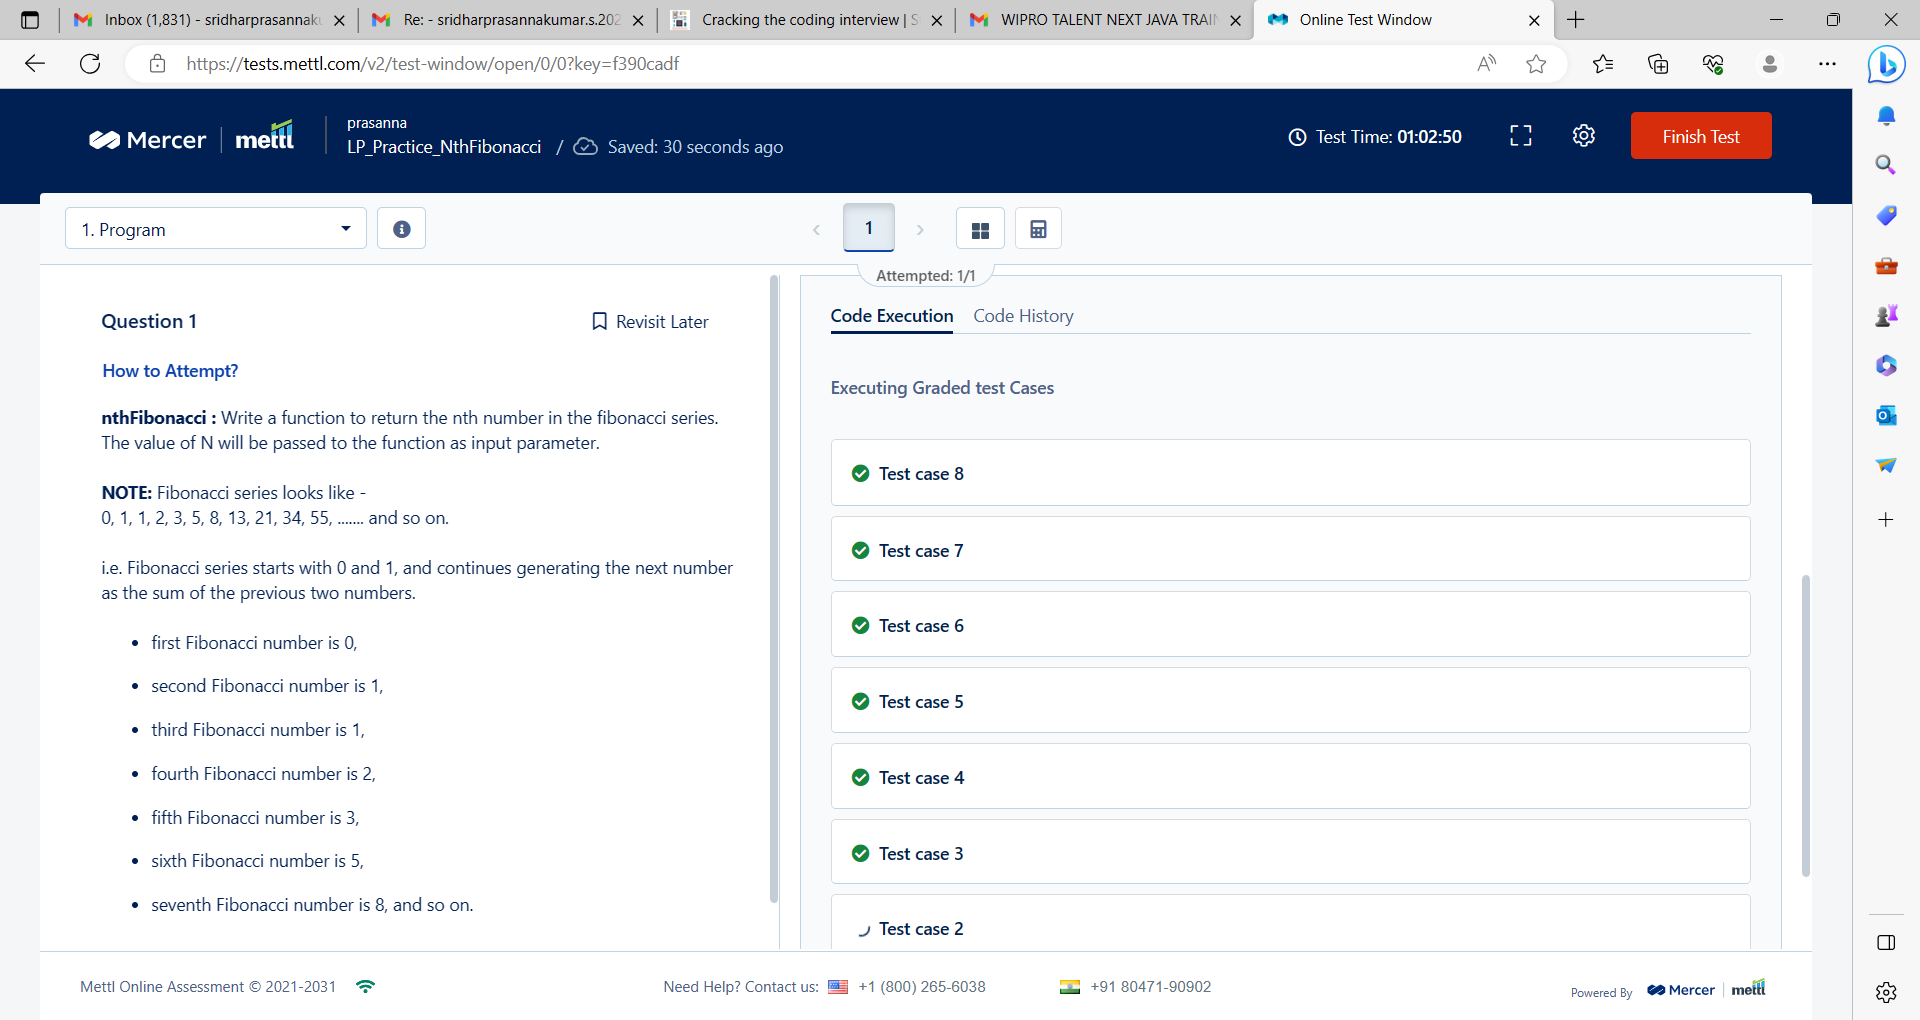 Inbox (1,831) - sridharprasannaku
Re: - sridharprasannakumar.s.202
Cracking the coding interview | S
WIPRO TALENT NEXT JAVA TRAIN
Online Test Window
https://tests.mettl.com/v2/test-window/open/0/0?key=f390cadf
Mercer | mettl
prasanna
LP_Practice_NthFibonacci / Saved: 30 seconds ago
Test Time: 01:02:50
Finish Test
1. Program
1
Attempted: 1/1
Question 1
Revisit Later
How to Attempt?
nthFibonacci : Write a function to return the nth number in the fibonacci series.
The value of N will be passed to the function as input parameter.
NOTE: Fibonacci series looks like -
0, 1, 1, 2, 3, 5, 8, 13, 21, 34, 55, ....... and so on.
i.e. Fibonacci series starts with 0 and 1, and continues generating the next number
as the sum of the previous two numbers.
• first Fibonacci number is 0,
• second Fibonacci number is 1,
• third Fibonacci number is 1,
• fourth Fibonacci number is 2,
• fifth Fibonacci number is 3,
• sixth Fibonacci number is 5,
• seventh Fibonacci number is 8, and so on.
Code Execution
Code History
Executing Graded test Cases
Test case 8
Test case 7
Test case 6
Test case 5
Test case 4
Test case 3
Test case 2
Mettl Online Assessment © 2021-2031
Need Help? Contact us: +1 (800) 265-6038
+91 80471-90902
Powered By Mercer | mettl